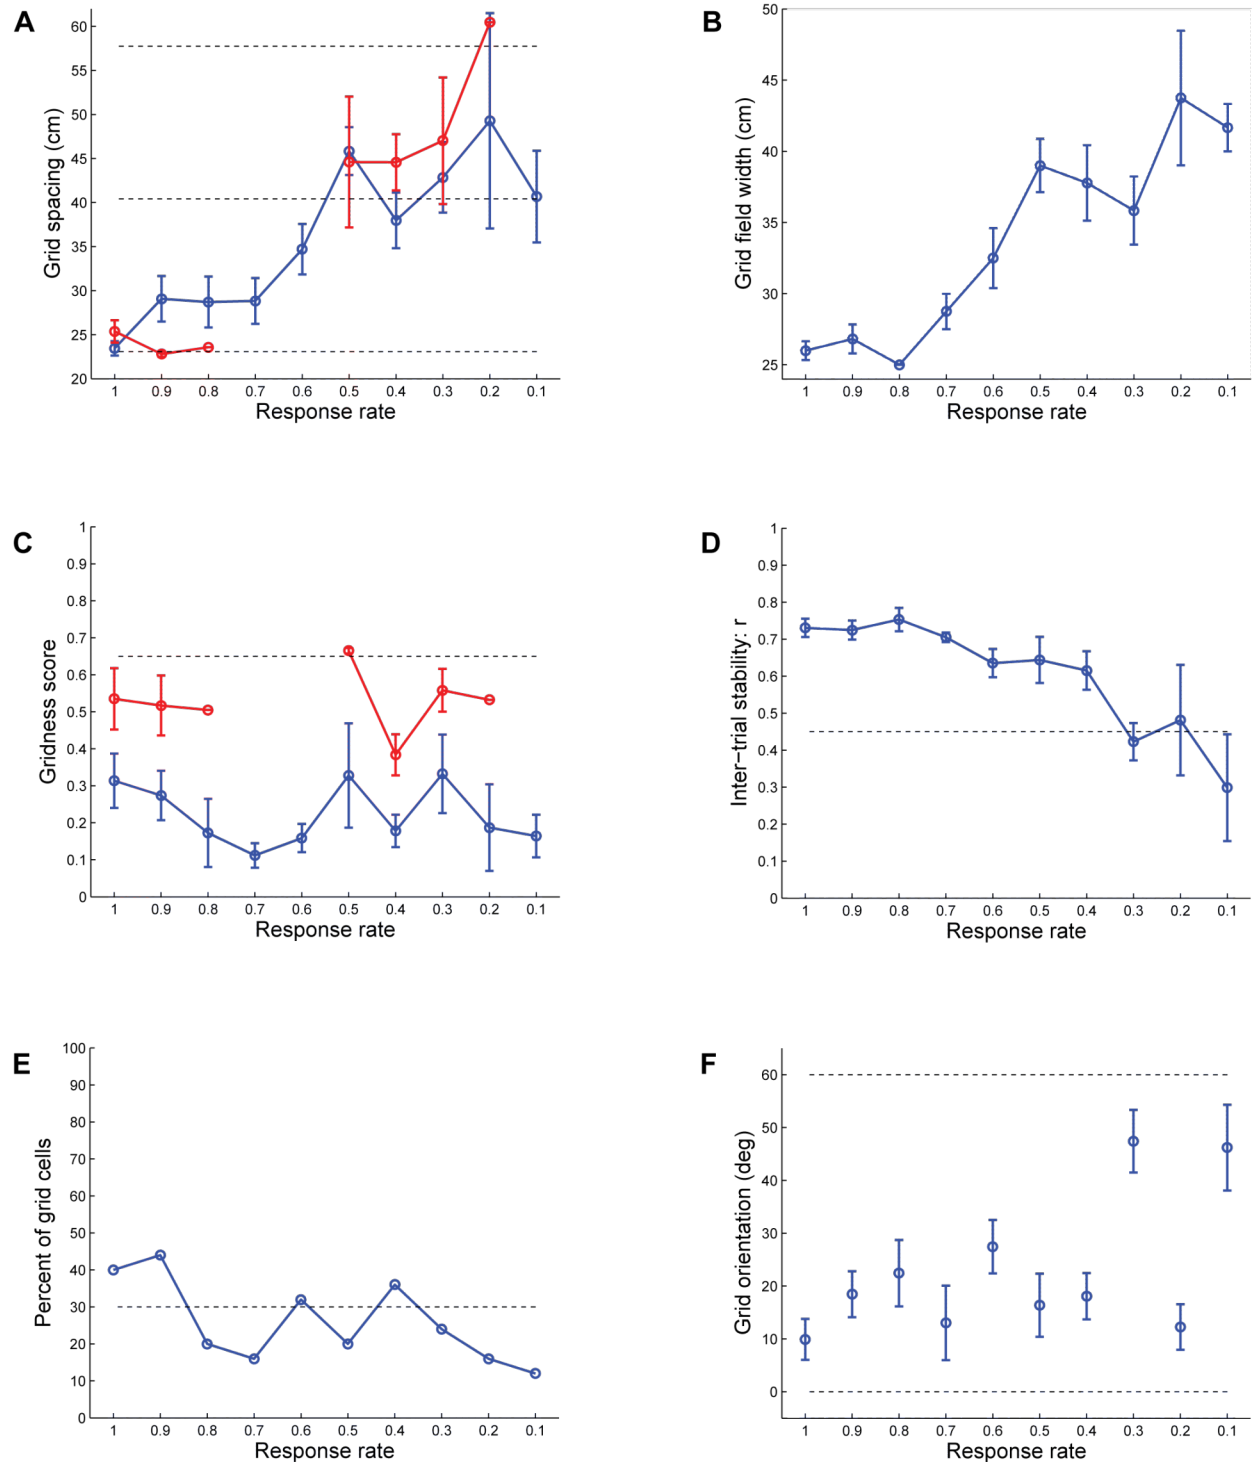 A
Grid spacing (cm)
60
55
50
45
40
35
30
25
20
1 0.9 0.8 0.7 0.6 0.5 0.4 0.3 0.2 0.1
Response rate
B
Grid field width (cm)
50
45
40
35
30
25
1 0.9 0.8 0.7 0.6 0.5 0.4 0.3 0.2 0.1
Response rate
C
Gridness score
1
0.9
0.8
0.7
0.6
0.5
0.4
0.3
0.2
0.1
0
1 0.9 0.8 0.7 0.6 0.5 0.4 0.3 0.2 0.1
Response rate
D
Inter−trial stability: r
1
0.9
0.8
0.7
0.6
0.5
0.4
0.3
0.2
0.1
0
1 0.9 0.8 0.7 0.6 0.5 0.4 0.3 0.2 0.1
Response rate
E
Percent of grid cells
100
90
80
70
60
50
40
30
20
10
0
1 0.9 0.8 0.7 0.6 0.5 0.4 0.3 0.2 0.1
Response rate
F
Grid orientation (deg)
60
50
40
30
20
10
0
1 0.9 0.8 0.7 0.6 0.5 0.4 0.3 0.2 0.1
Response rate